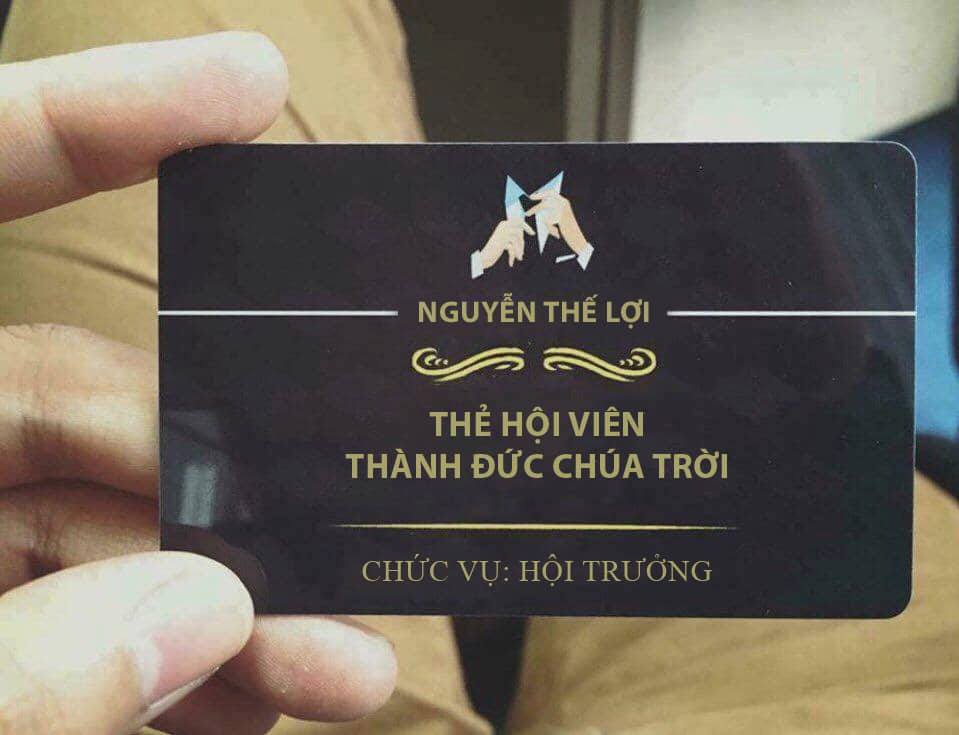 NGUYỄN THẾ LỢI
THẺ HỘI VIÊN
THÀNH ĐỨC CHÚA TRỜI
CHỨC VỤ: HỘI TRƯỞNG